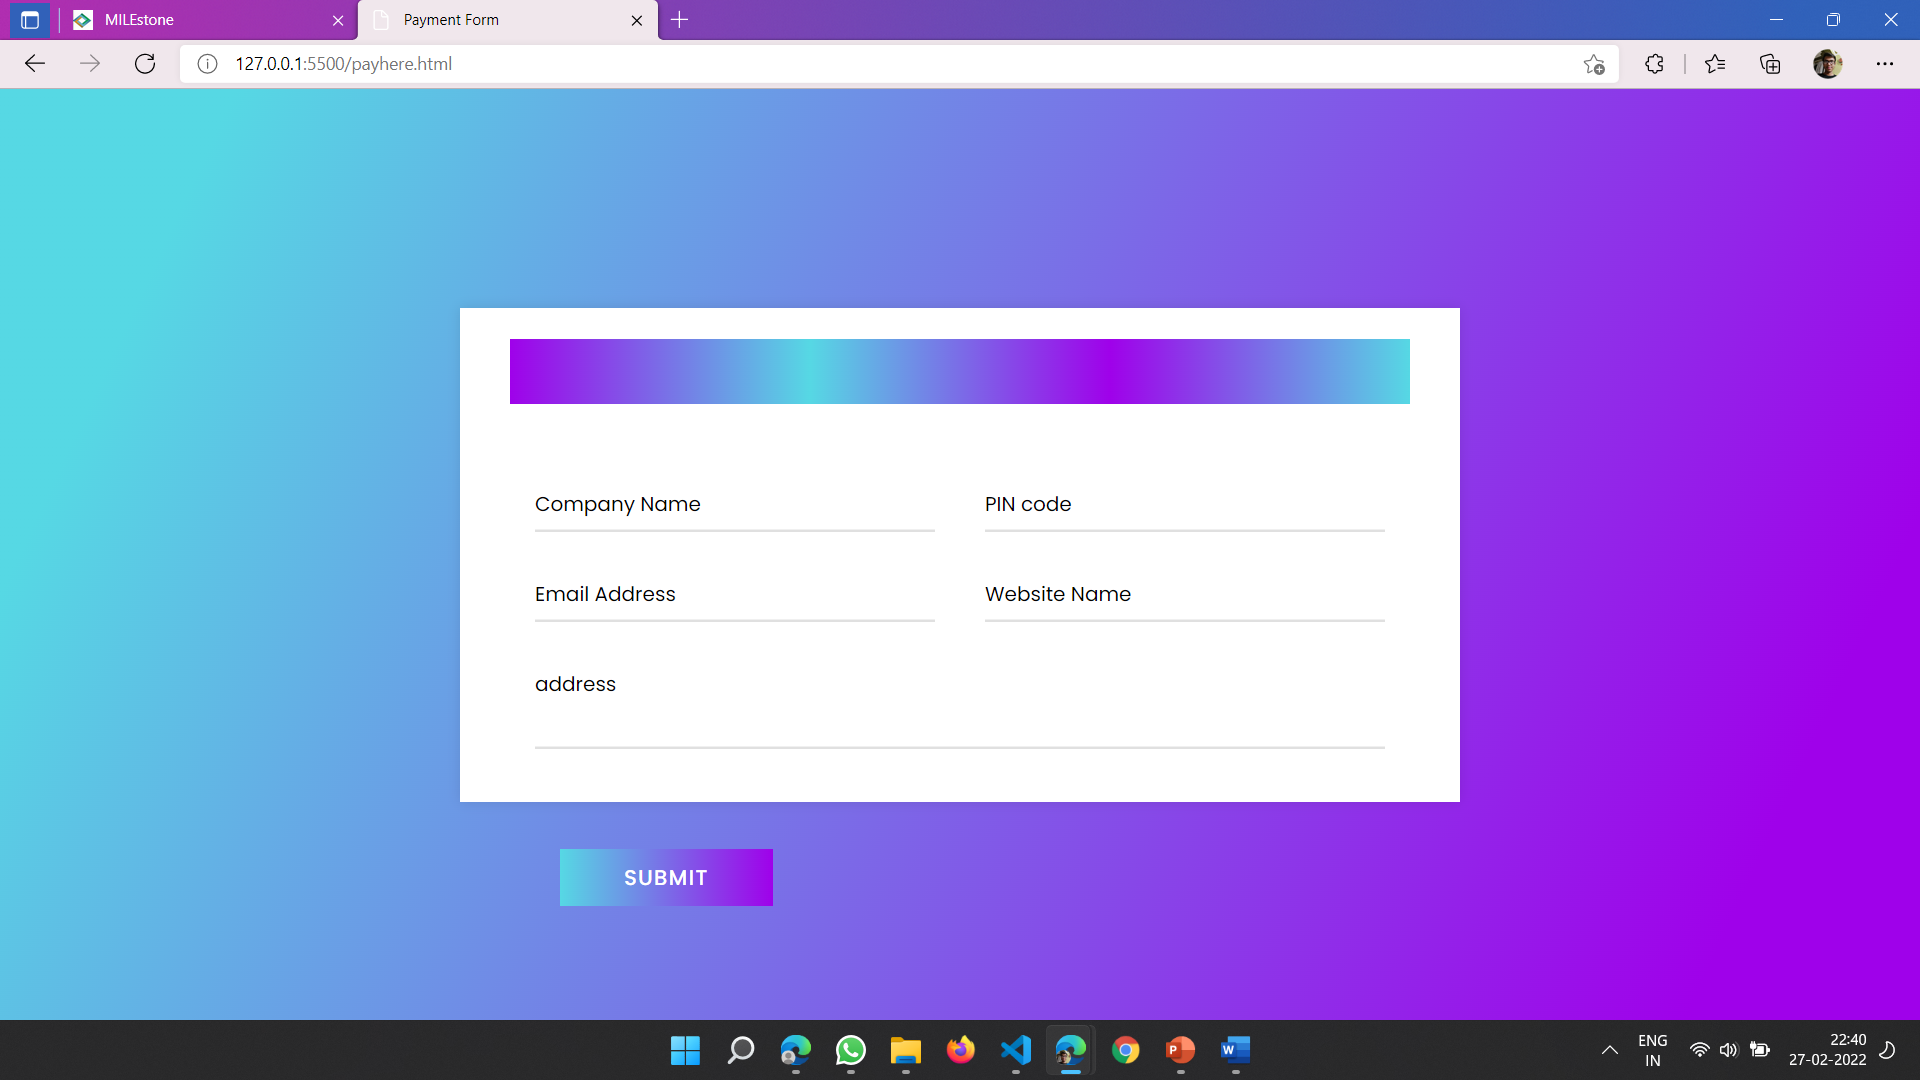 MILEstone
Payment Form
127.0.0.1:5500/payhere.html
Company Name
PIN code
Email Address
Website Name
address
SUBMIT
P
W
ENG
IN
22:40
27-02-2022